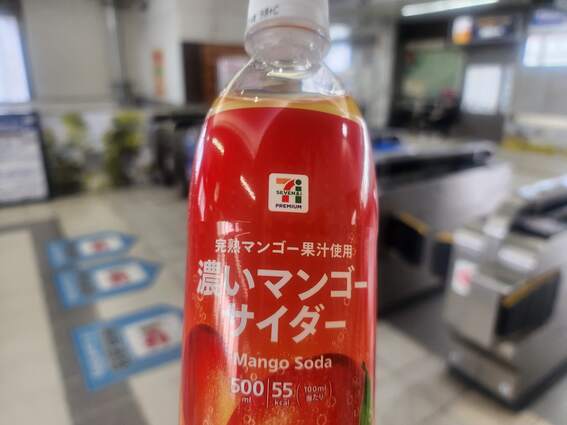 SEVEN&i
PREMIUM
完熟マンゴー果汁使用
濃いマンゴー
サイダー
Mango Soda
500 55 (100ml
ml kcal 当たり)